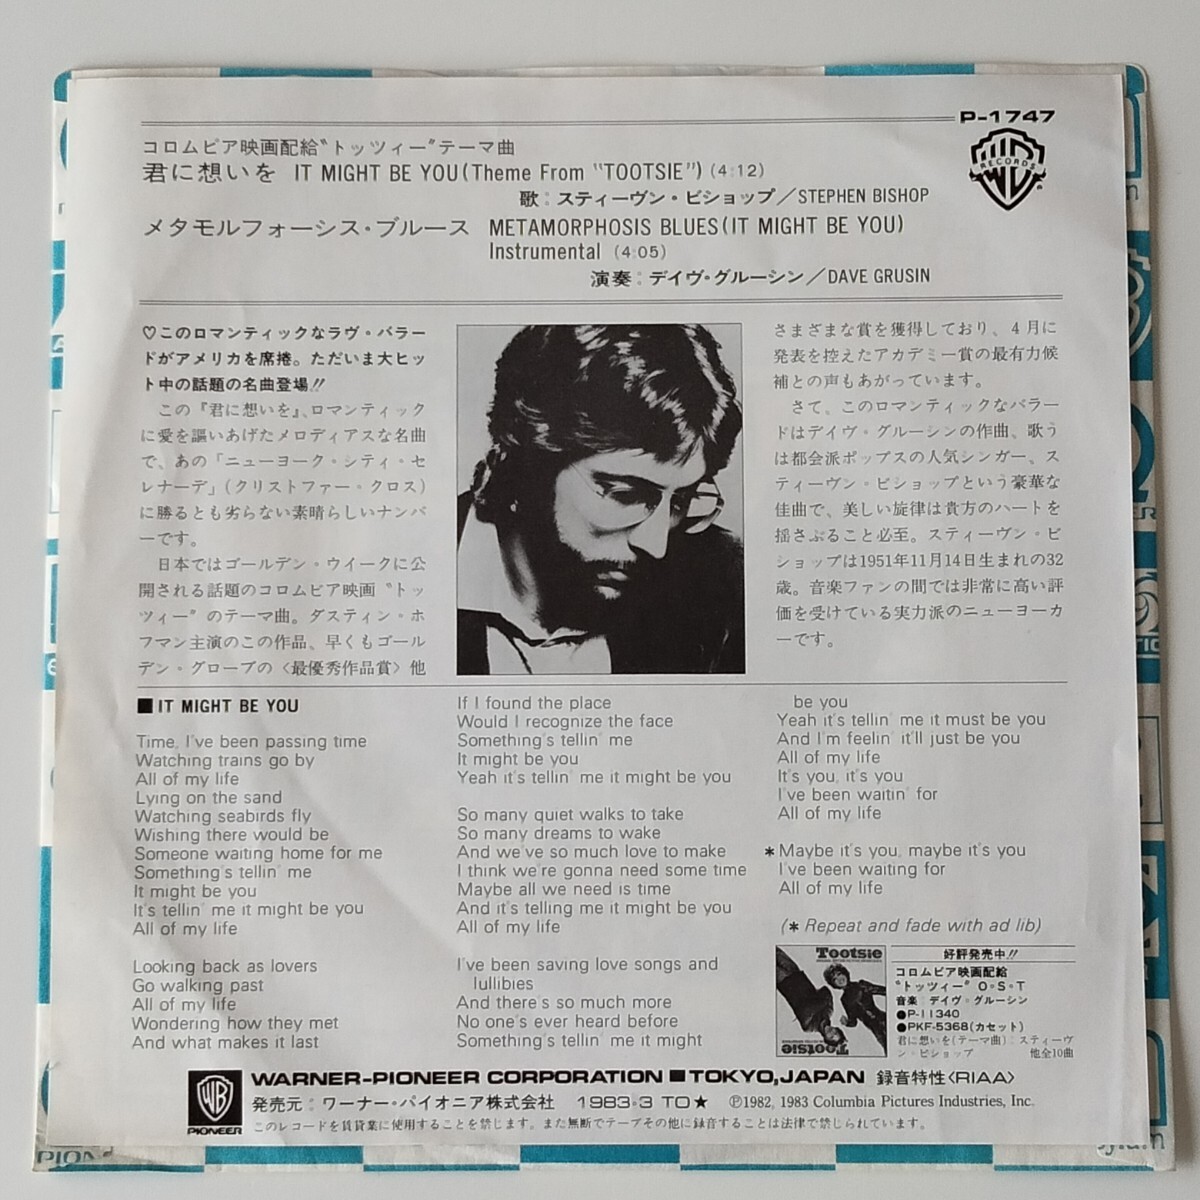 P-1747
コロムビア映画配給“トッツィー”テーマ曲
君に想いを IT MIGHT BE YOU (Theme From "TOOTSIE") (4:12)
歌：スティーヴン・ビショップ／STEPHEN BISHOP
W RECORDS
メタモルフォーシス・ブルース METAMORPHOSIS BLUES (IT MIGHT BE YOU)
Instrumental (4:05)
演奏：デイヴ・グルーシン／DAVE GRUSIN
♡このロマンティックなラヴ・バラー
ドがアメリカを席捲。ただいま大ヒッ
ト中の話題の名曲登場!!
この『君に想いを』、ロマンティック
に愛を謳いあげたメロディアスな名曲
で、あの「ニューヨーク・シティ・セ
レナーデ」(クリストファー・クロス)
に勝るとも劣らない素晴らしいナンバ
ーです。
日本ではゴールデン・ウイークに公
開される話題のコロムビア映画“トッ
ツィー”のテーマ曲。ダスティン・ホ
フマン主演のこの作品、早くもゴール
デン・グローブの〈最優秀作品賞〉他
さまざまな賞を獲得しており、4月に
発表を控えたアカデミー賞の最有力候
補との声もあがっています。
さて、このロマンティックなバラー
ドはデイヴ・グルーシンの作曲、歌う
は都会派ポップスの人気シンガー、ス
ティーヴン・ビショップという豪華な
佳曲で、美しい旋律は貴方のハートを
揺さぶること必至。スティーヴン・ビ
ショップは1951年11月14日生まれの32
歳。音楽ファンの間では非常に高い評
価を受けている実力派のニューヨーカ
ーです。
■ IT MIGHT BE YOU
Time, I've been passing time
Watching trains go by
All of my life
Lying on the sand
Watching seabirds fly
Wishing there would be
Someone waiting home for me
Something's tellin' me
It might be you
It's tellin' me it might be you
All of my life
Looking back as lovers
Go walking past
All of my life
Wondering how they met
And what makes it last
If I found the place
Would I recognize the face
Something's tellin' me
It might be you
Yeah it's tellin' me it might be you
So many quiet walks to take
So many dreams to wake
And we've so much love to make
I think we're gonna need some time
Maybe all we need is time
And it's telling me it might be you
All of my life
I've been saving love songs and
lullibies
And there's so much more
No one's ever heard before
Something's tellin' me it might
be you
Yeah it's tellin' me it must be you
And I'm feelin' it'll just be you
All of my life
It's you, it's you
I've been waitin' for
All of my life
＊Maybe it's you, maybe it's you
I've been waiting for
All of my life
(＊ Repeat and fade with ad lib)
Tootsie
Tootsie
好評発売中!!
コロムビア映画配給
“トッツィー”O・S・T
音楽 デイヴ・グルーシン
●P-11340
●PKF-5368(カセット)
君に想いを(テーマ曲)：スティーヴ
ン・ビショップ 他全10曲
WB
PIONEER
WARNER-PIONEER CORPORATION ■ TOKYO, JAPAN 録音特性〈RIAA〉
発売元：ワーナー・パイオニア株式会社 1983・3 TO★ ℗1982, 1983 Columbia Pictures Industries, Inc.
このレコードを賃貸業に使用することを禁じます。また無断でテープその他に録音することは法律で禁じられています。